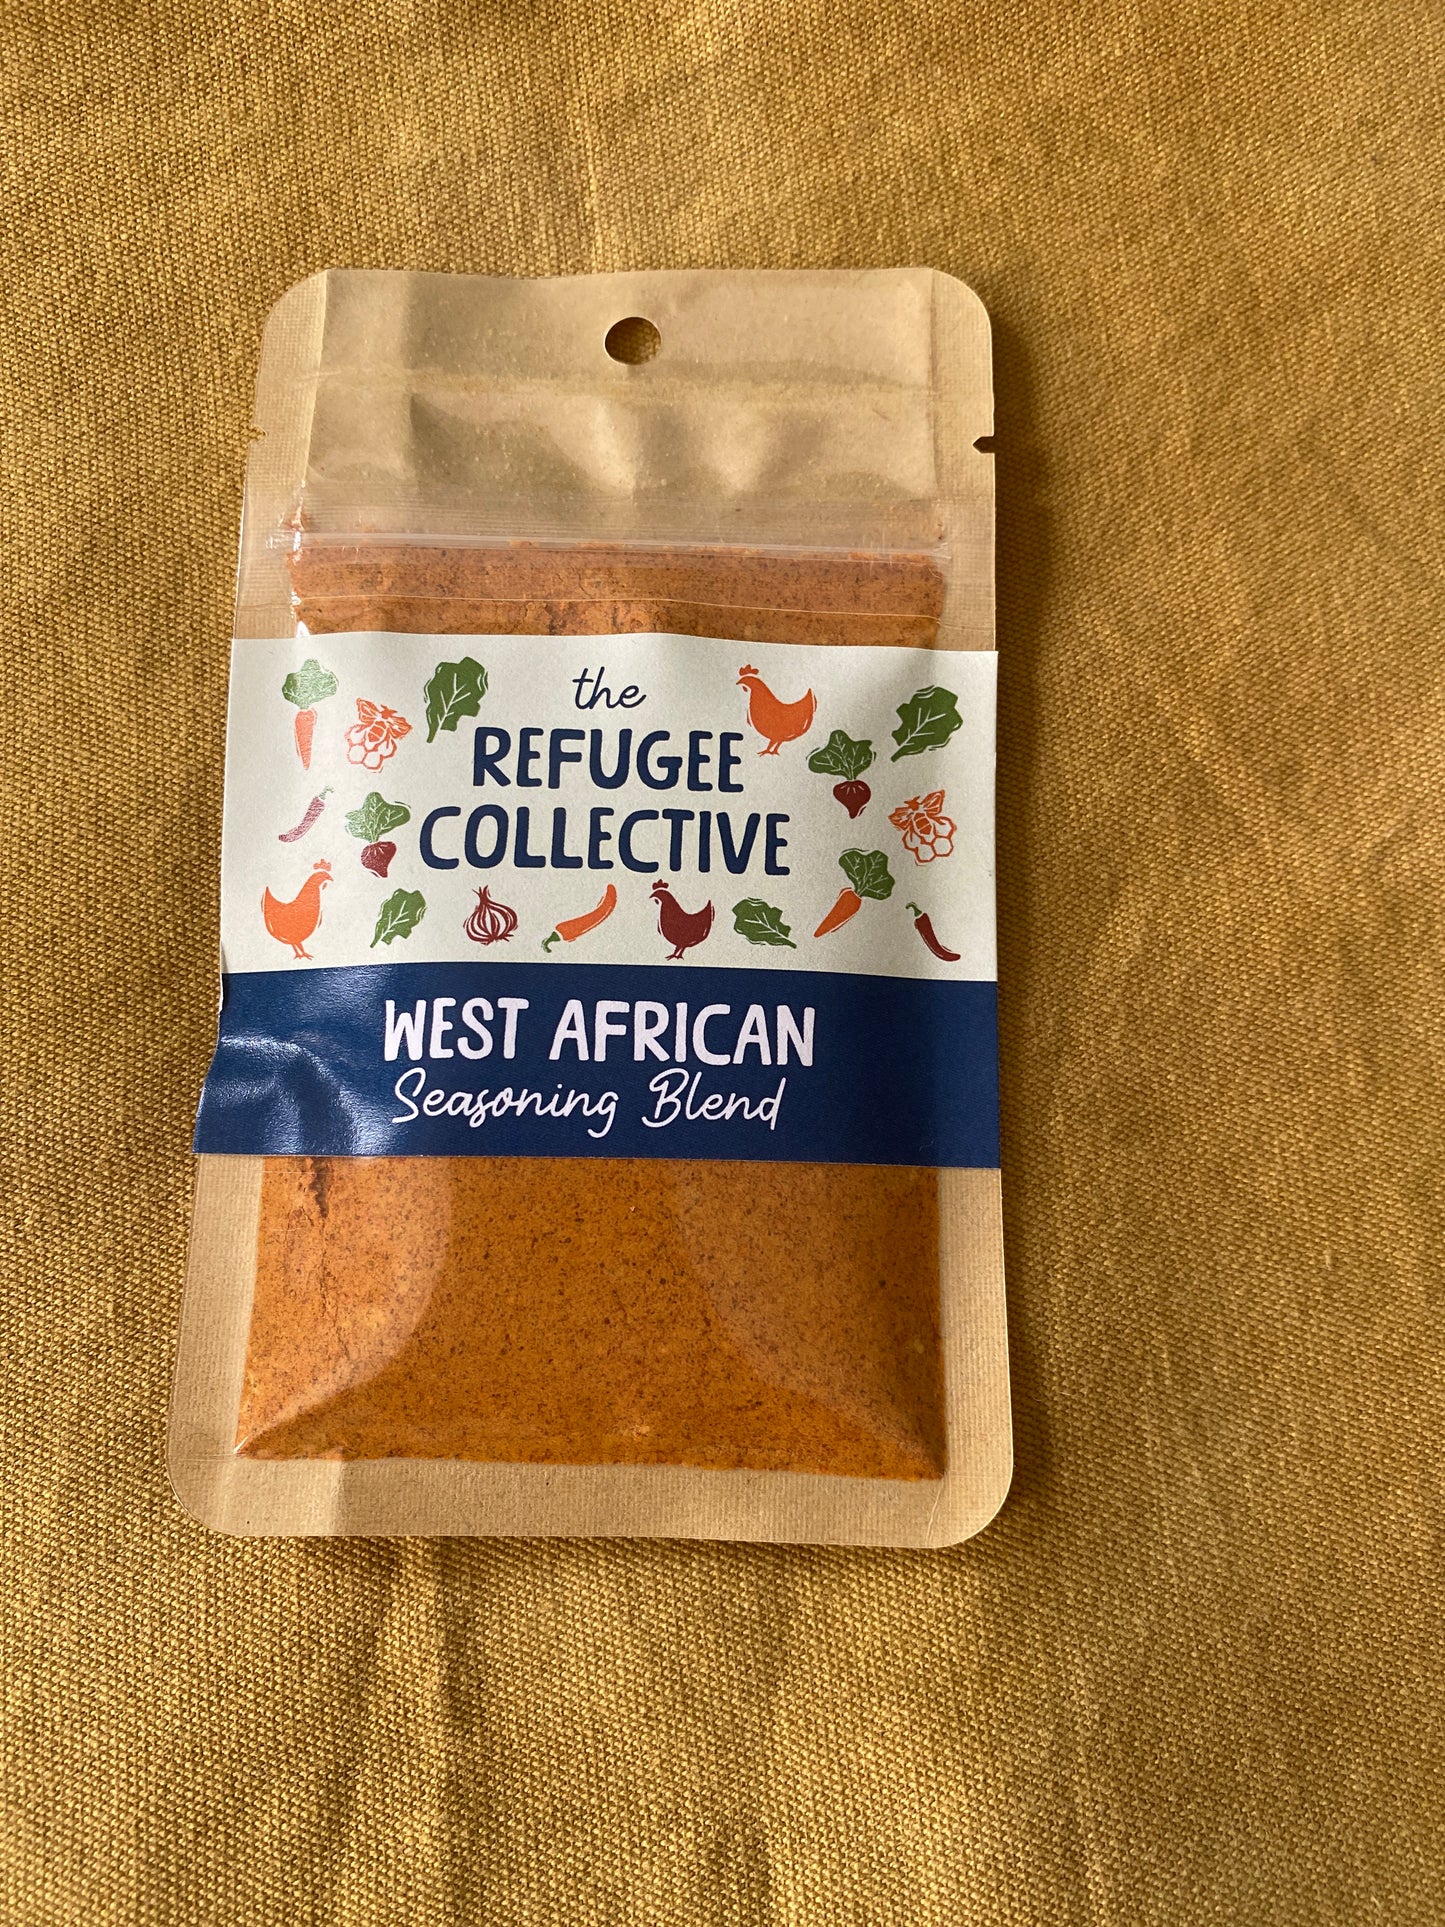 the
REFUGEE
COLLECTIVE
WEST AFRICAN
Seasoning Blend